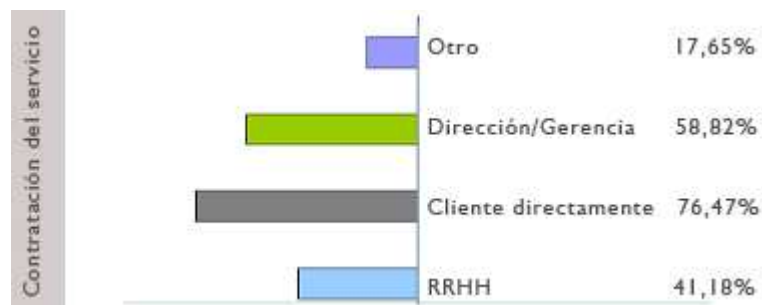 Contratación del servicio
Otro 17,65%
Dirección/Gerencia 58,82%
Cliente directamente 76,47%
RRHH 41,18%